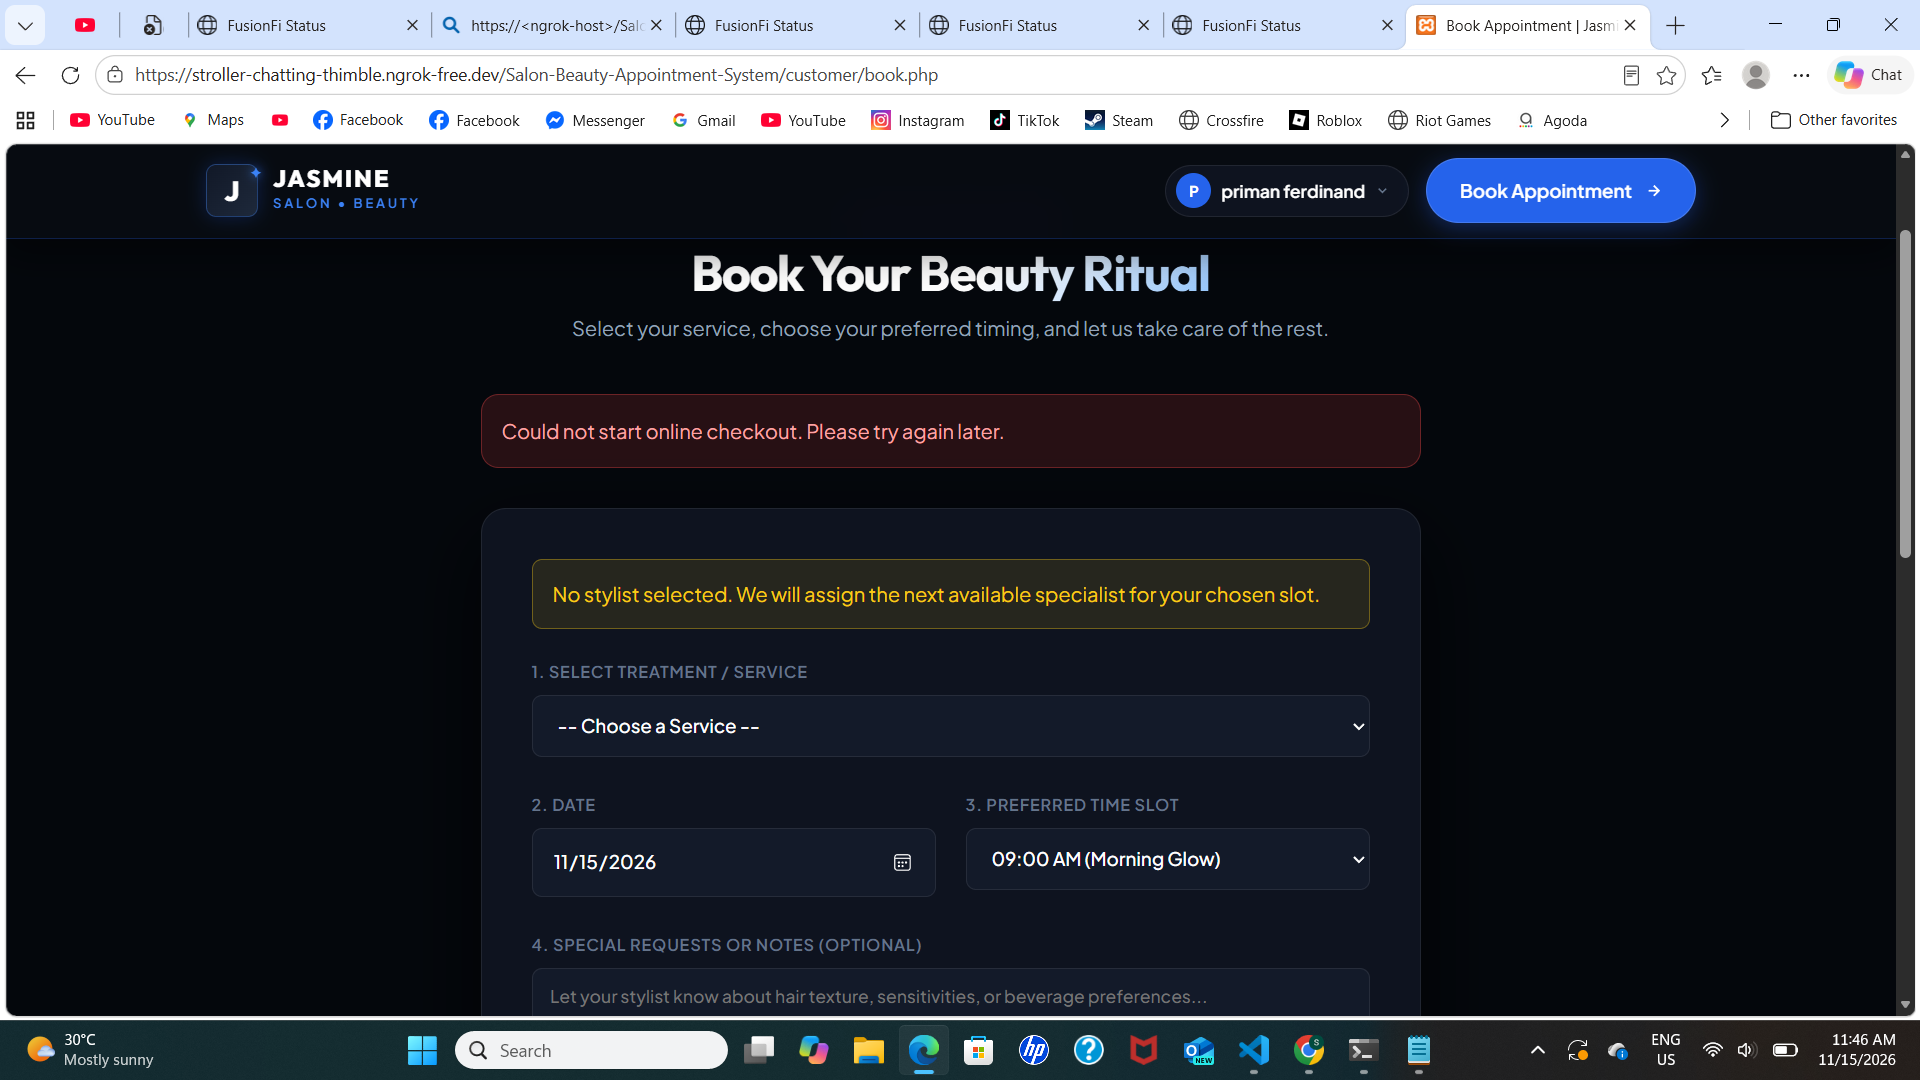 FusionFi Status
https://<ngrok-host>/Salo
FusionFi Status
FusionFi Status
FusionFi Status
Book Appointment | Jasmi
https://stroller-chatting-thimble.ngrok-free.dev/Salon-Beauty-Appointment-System/customer/book.php
Chat
YouTube
Maps
Facebook
Facebook
Messenger
Gmail
YouTube
Instagram
TikTok
Steam
Crossfire
Roblox
Riot Games
Agoda
Other favorites
J
JASMINE
SALON • BEAUTY
P
priman ferdinand
Book Appointment →
Book Your Beauty Ritual
Select your service, choose your preferred timing, and let us take care of the rest.
Could not start online checkout. Please try again later.
No stylist selected. We will assign the next available specialist for your chosen slot.
1. SELECT TREATMENT / SERVICE
-- Choose a Service --
2. DATE
3. PREFERRED TIME SLOT
11/15/2026
09:00 AM (Morning Glow)
4. SPECIAL REQUESTS OR NOTES (OPTIONAL)
Let your stylist know about hair texture, sensitivities, or beverage preferences...
30°C
Mostly sunny
Search
hp
NEW
S
ENG
US
11:46 AM
11/15/2026